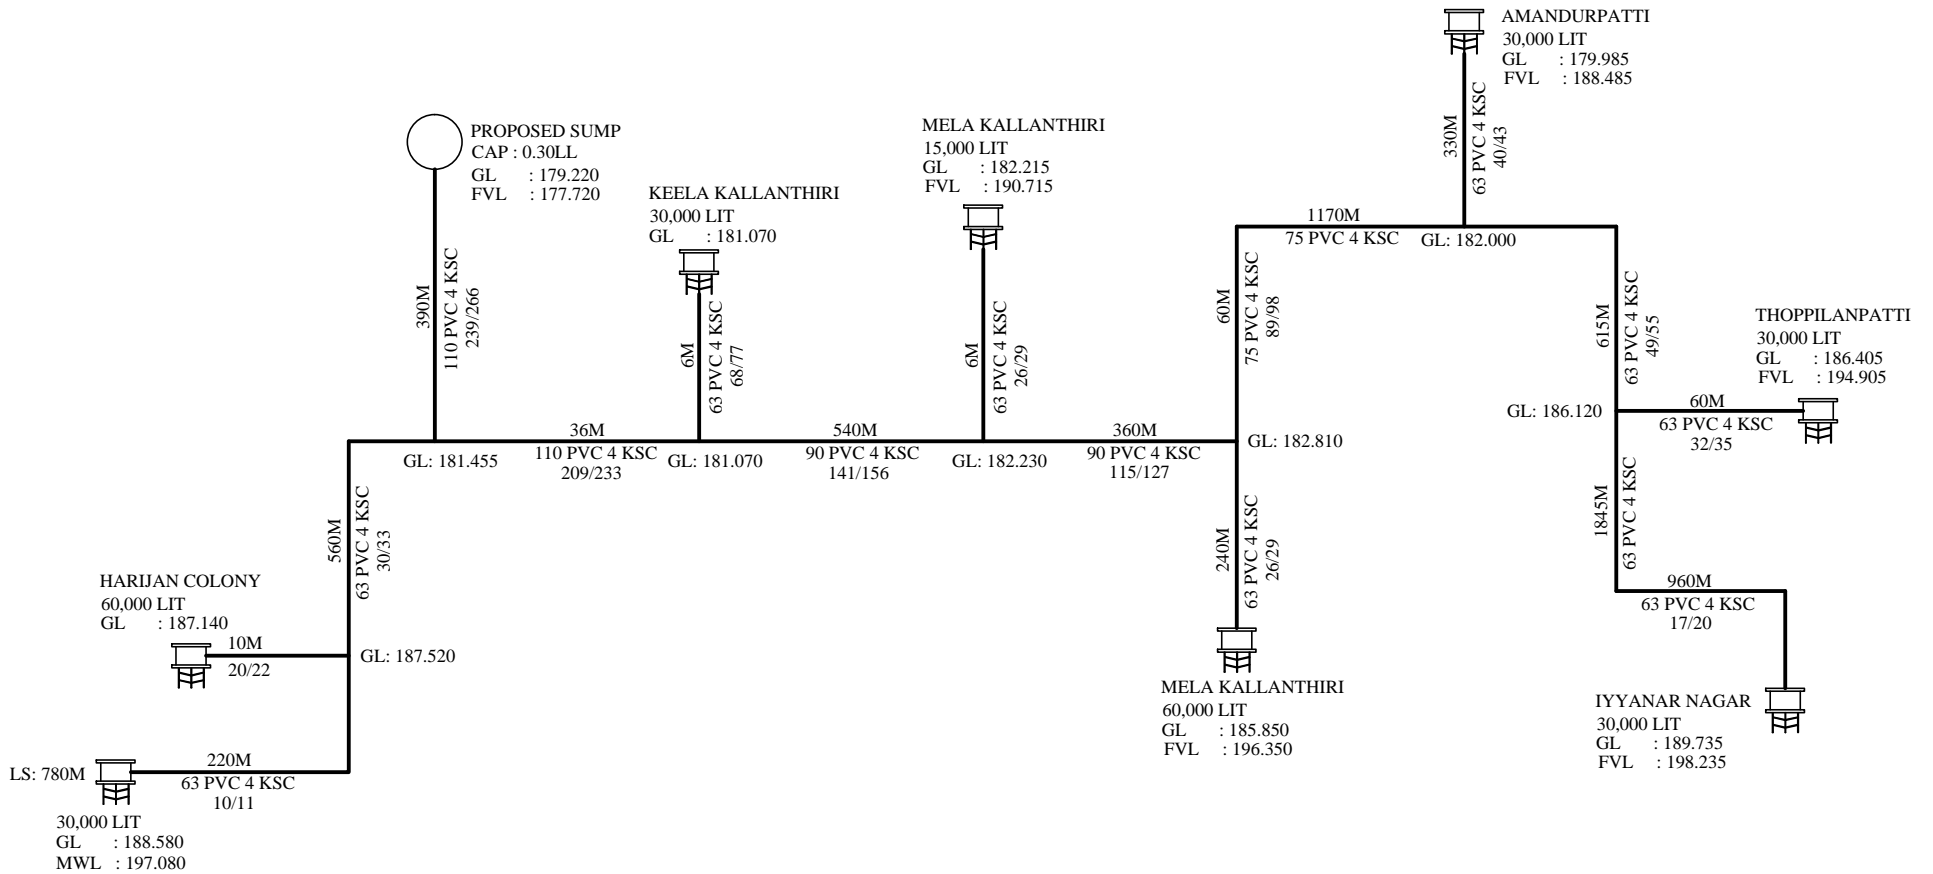 AMANDURPATTI
30,000 LIT
GL : 179.985
FVL : 188.485
330M
63 PVC 4 KSC
40/43
PROPOSED SUMP
CAP : 0.30LL
GL : 179.220
FVL : 177.720
390M
110 PVC 4 KSC
239/266
KEELA KALLANTHIRI
30,000 LIT
GL : 181.070
6M
63 PVC 4 KSC
68/77
MELA KALLANTHIRI
15,000 LIT
GL : 182.215
FVL : 190.715
6M
63 PVC 4 KSC
26/29
1170M
75 PVC 4 KSC
GL: 182.000
60M
75 PVC 4 KSC
89/98
615M
63 PVC 4 KSC
49/55
THOPPILANPATTI
30,000 LIT
GL : 186.405
FVL : 194.905
GL: 186.120
60M
63 PVC 4 KSC
32/35
GL: 181.455
36M
110 PVC 4 KSC
209/233
GL: 181.070
540M
90 PVC 4 KSC
141/156
GL: 182.230
360M
90 PVC 4 KSC
115/127
GL: 182.810
560M
63 PVC 4 KSC
30/33
240M
63 PVC 4 KSC
26/29
1845M
63 PVC 4 KSC
960M
63 PVC 4 KSC
17/20
HARIJAN COLONY
60,000 LIT
GL : 187.140
10M
20/22
GL: 187.520
MELA KALLANTHIRI
60,000 LIT
GL : 185.850
FVL : 196.350
IYYANAR NAGAR
30,000 LIT
GL : 189.735
FVL : 198.235
LS: 780M
220M
63 PVC 4 KSC
10/11
30,000 LIT
GL : 188.580
MWL : 197.080